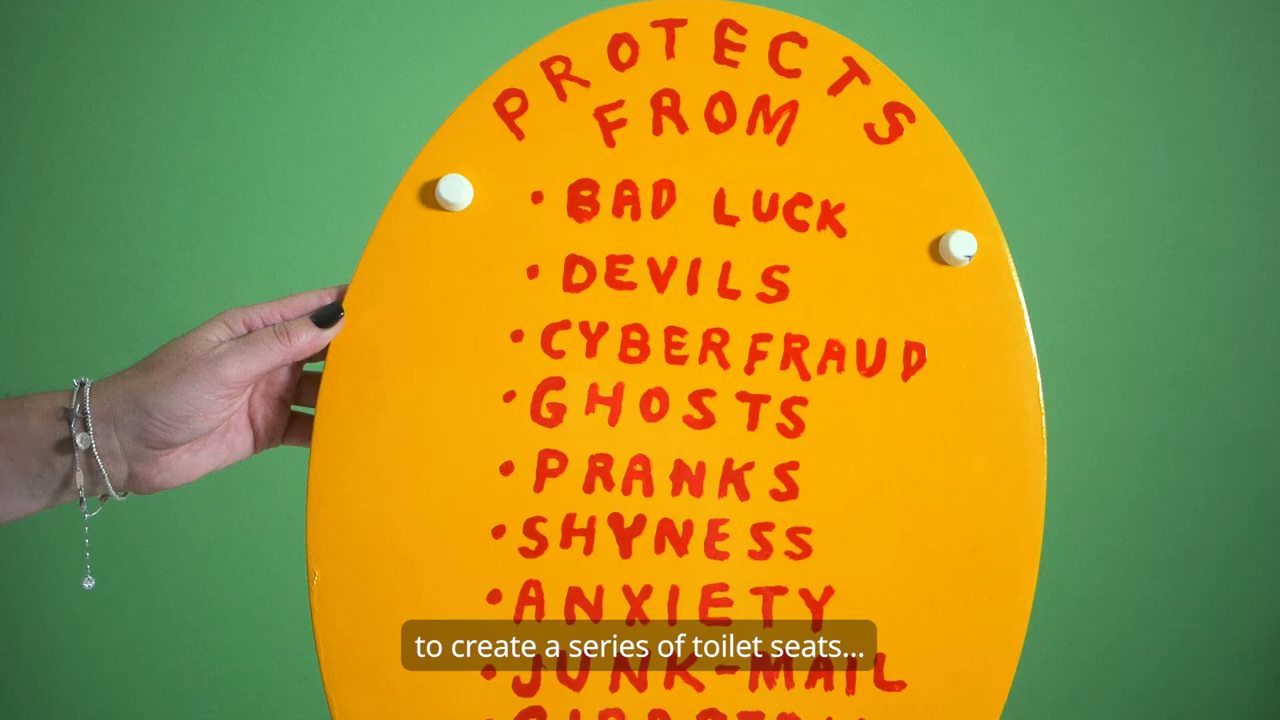 PROTECTS
FROM
• BAD LUCK
• DEVILS
• CYBERFRAUD
• GHOSTS
• PRANKS
• SHYNESS
• ANXIETY
to create a series of toilet seats...
• JUNK-MAIL